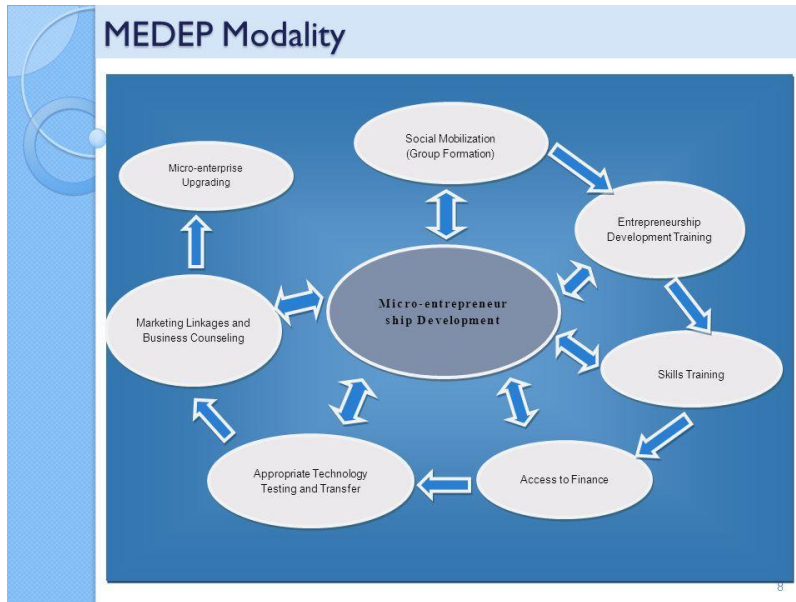 MEDEP Modality
Social Mobilization
(Group Formation)
Micro-enterprise
Upgrading
Entrepreneurship
Development Training
Micro-entrepreneur
ship Development
Marketing Linkages and
Business Counseling
Skills Training
Appropriate Technology
Testing and Transfer
Access to Finance
8